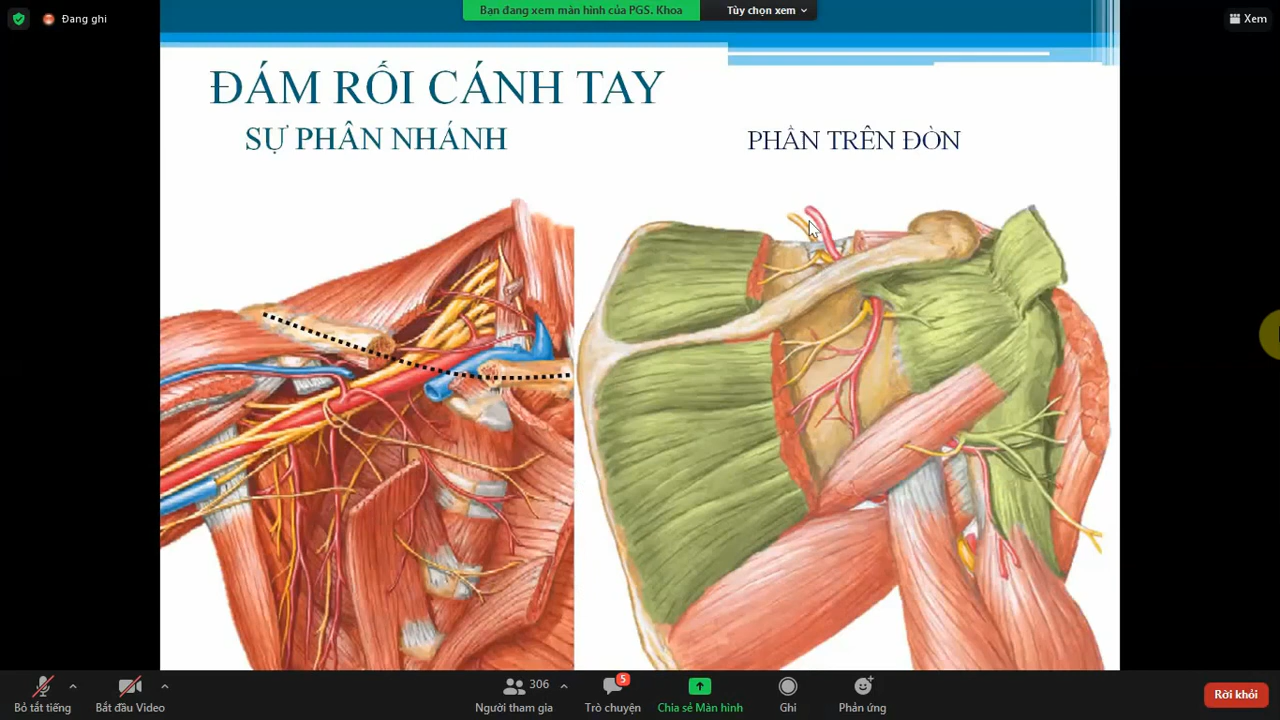 Đang ghi
Bạn đang xem màn hình của PGS. Khoa
Tùy chọn xem
Xem
ĐÁM RỐI CÁNH TAY
SỰ PHÂN NHÁNH
PHẦN TRÊN ĐÒN
Bỏ tắt tiếng
Bắt đầu Video
306
Người tham gia
5
Trò chuyện
Chia sẻ Màn hình
Ghi
Phản ứng
Rời khỏi